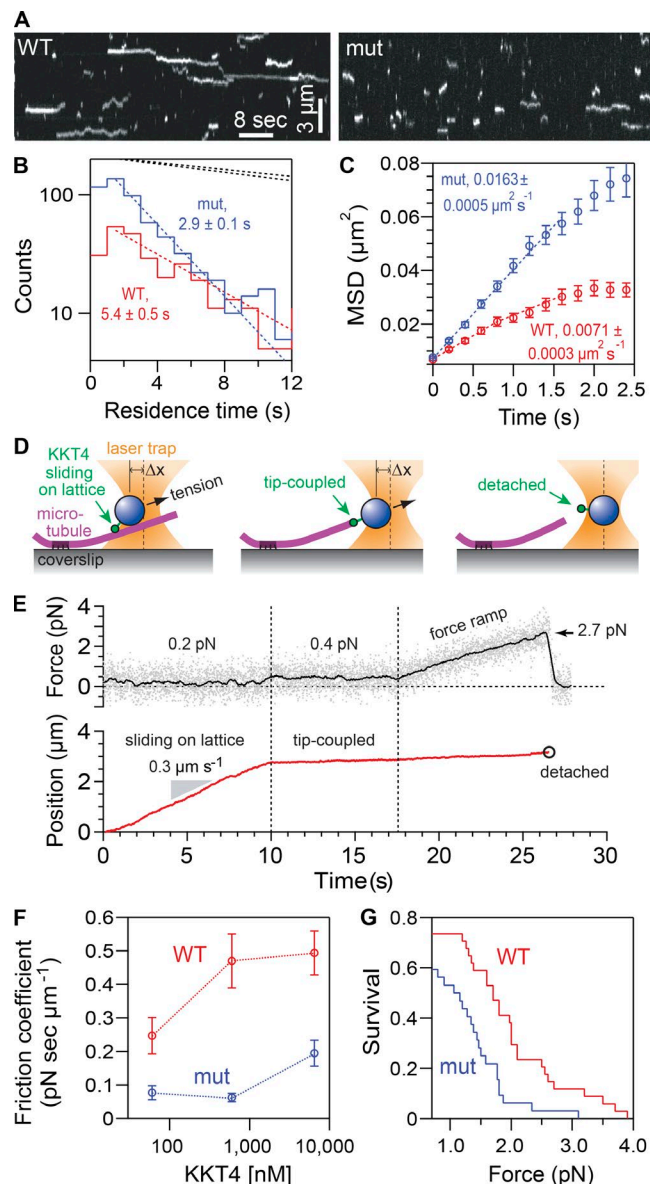 A
WT
mut
8 sec
3 μm
B
100
10
Counts
mut,
2.9 ± 0.1 s
WT,
5.4 ± 0.5 s
0 4 8 12
Residence time (s)
C
0.08
0.06
0.04
0.02
MSD (μm²)
mut, 0.0163±
0.0005 μm² s⁻¹
WT, 0.0071 ±
0.0003 μm² s⁻¹
0 0.5 1.0 1.5 2.0 2.5
Time (s)
D
KKT4
sliding
on lattice
laser trap
Δx
tension
micro-
tubule
coverslip
tip-coupled
Δx
detached
E
Force (pN)
4
2
0
0.2 pN
0.4 pN
force ramp
2.7 pN
Position (μm)
4
2
0
sliding on lattice
0.3 μm s⁻¹
tip-coupled
detached
0 5 10 15 20 25 30
Time(s)
F
Friction coefficient
(pN sec μm⁻¹)
0.6
0.5
0.4
0.3
0.2
0.1
0
WT
mut
100 1,000 10,000
KKT4 [nM]
G
Survival
0.8
0.6
0.4
0.2
0
WT
mut
1.0 2.0 3.0 4.0
Force (pN)